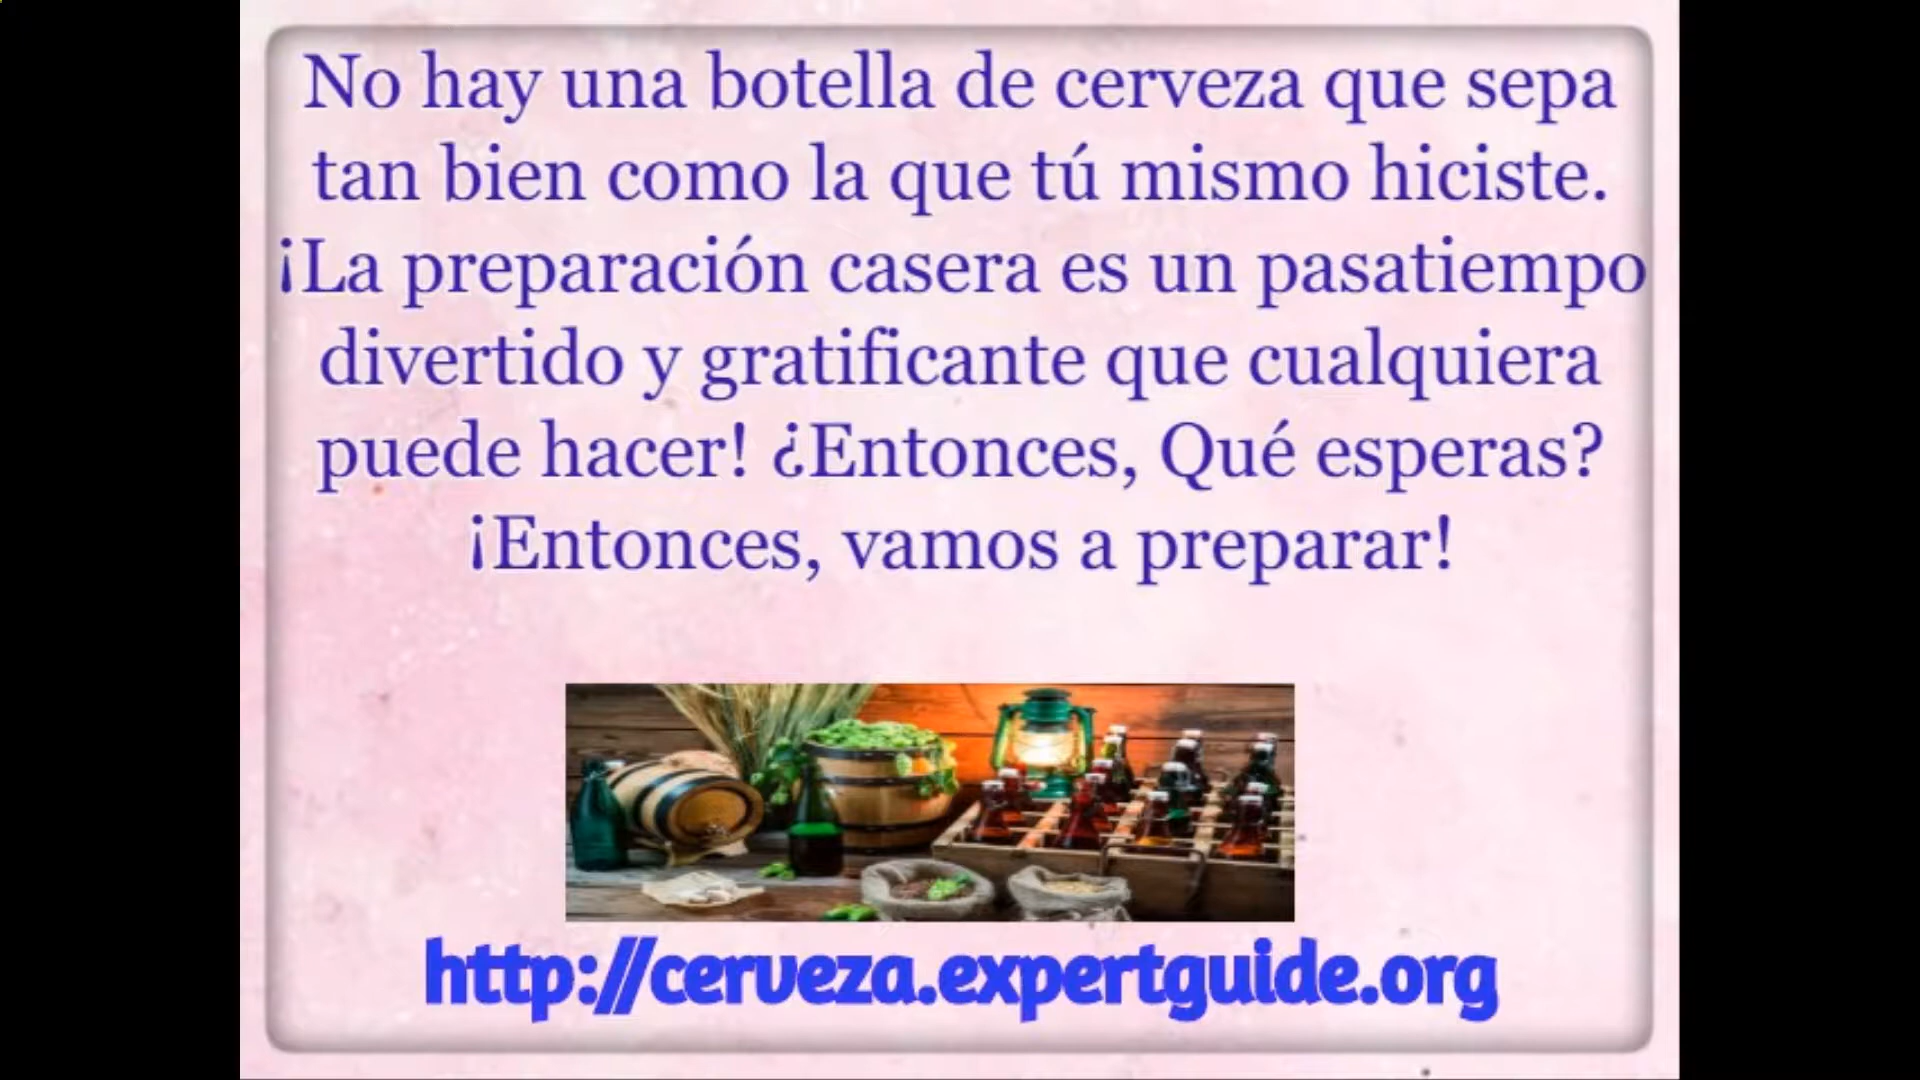 No hay una botella de cerveza que sepa
tan bien como la que tú mismo hiciste.
¡La preparación casera es un pasatiempo
divertido y gratificante que cualquiera
puede hacer! ¿Entonces, Qué esperas?
¡Entonces, vamos a preparar!
http://cerveza.expertguide.org